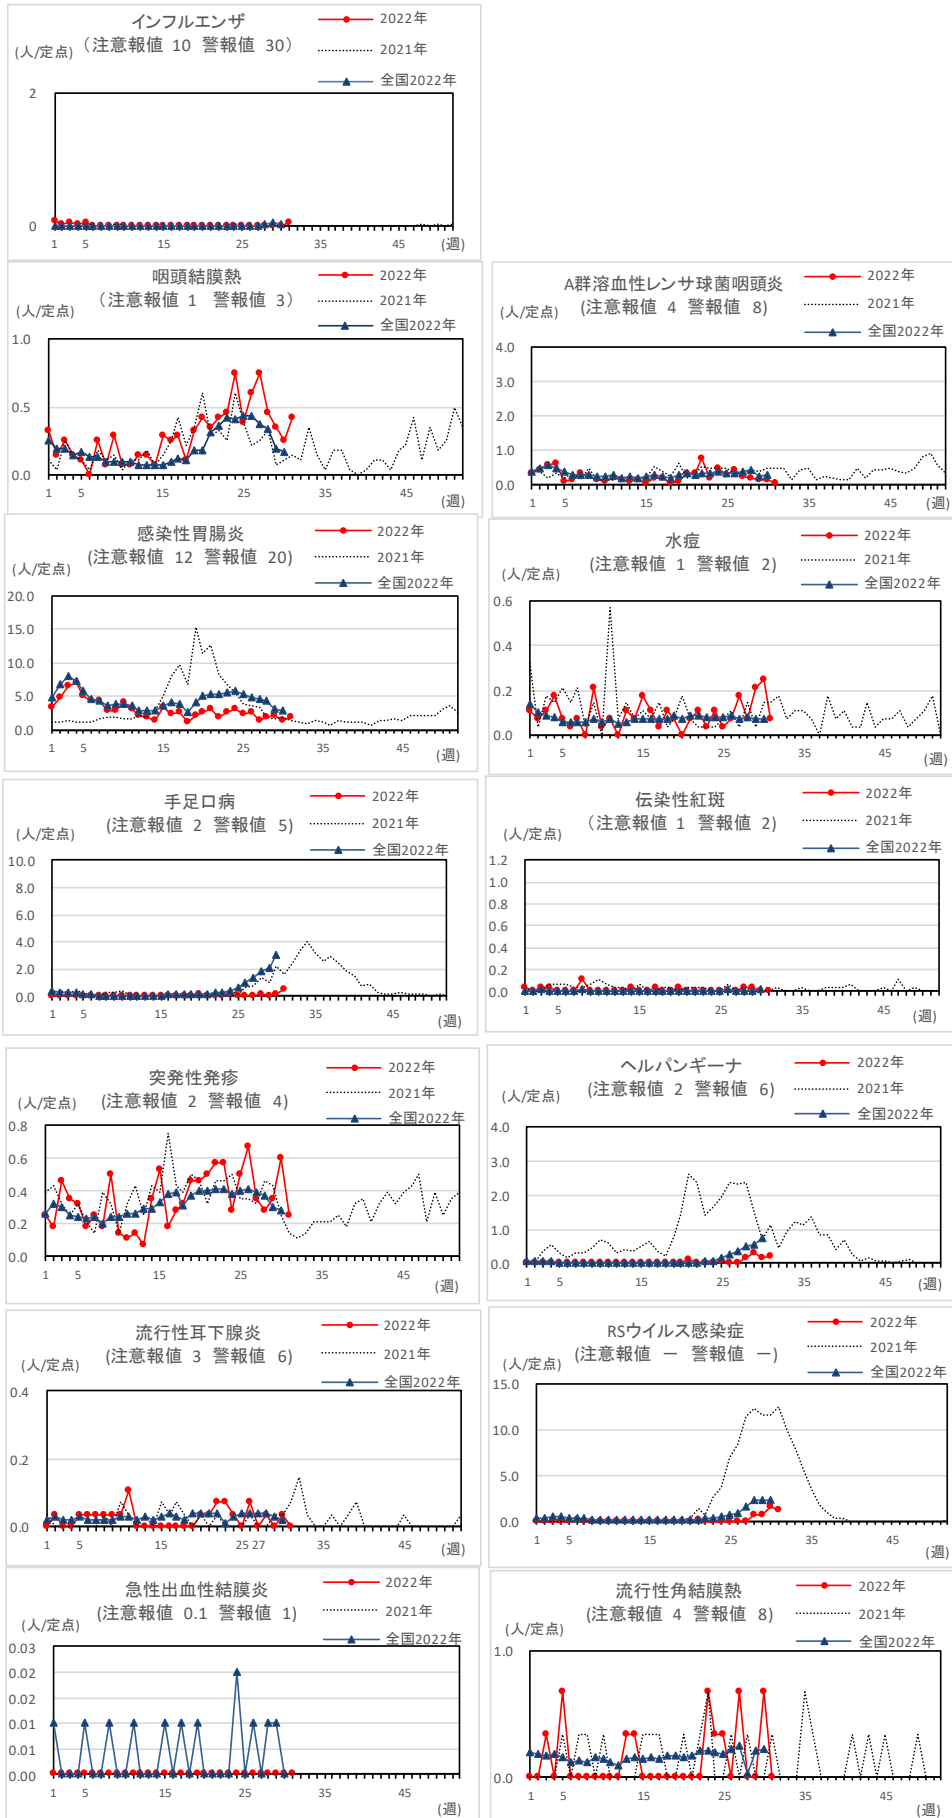 インフルエンザ
(注意報値 10 警報値 30)
(人/定点)
2022年
2021年
全国2022年
2
0
1 5 15 25 35 45 (週)
咽頭結膜熱
(注意報値 1 警報値 3)
(人/定点)
2022年
2021年
全国2022年
1.0
0.5
0.0
1 5 15 25 35 45 (週)
A群溶血性レンサ球菌咽頭炎
(注意報値 4 警報値 8)
(人/定点)
2022年
2021年
全国2022年
4.0
3.0
2.0
1.0
0.0
1 5 15 25 35 45 (週)
感染性胃腸炎
(注意報値 12 警報値 20)
(人/定点)
2022年
2021年
全国2022年
20.0
15.0
10.0
5.0
0.0
1 5 15 25 35 45 (週)
水痘
(注意報値 1 警報値 2)
(人/定点)
2022年
2021年
全国2022年
0.6
0.4
0.2
0.0
1 5 15 25 35 45 (週)
手足口病
(注意報値 2 警報値 5)
(人/定点)
2022年
2021年
全国2022年
10.0
8.0
6.0
4.0
2.0
0.0
1 5 15 25 35 45 (週)
伝染性紅斑
(注意報値 1 警報値 2)
(人/定点)
2022年
2021年
全国2022年
1.2
1.0
0.8
0.6
0.4
0.2
0.0
1 5 15 25 35 45 (週)
突発性発疹
(注意報値 2 警報値 4)
(人/定点)
2022年
2021年
全国2022年
0.8
0.6
0.4
0.2
0.0
1 5 15 25 35 45 (週)
ヘルパンギーナ
(注意報値 2 警報値 6)
(人/定点)
2022年
2021年
全国2022年
4.0
3.0
2.0
1.0
0.0
1 5 15 25 35 45 (週)
流行性耳下腺炎
(注意報値 3 警報値 6)
(人/定点)
2022年
2021年
全国2022年
0.4
0.2
0.0
1 5 15 25 27 35 45 (週)
RSウイルス感染症
(注意報値 － 警報値 －)
(人/定点)
2022年
2021年
全国2022年
15.0
10.0
5.0
0.0
1 5 15 25 35 45 (週)
急性出血性結膜炎
(注意報値 0.1 警報値 1)
(人/定点)
2022年
2021年
全国2022年
0.03
0.02
0.02
0.01
0.01
0.00
1 5 15 25 35 45 (週)
流行性角結膜熱
(注意報値 4 警報値 8)
(人/定点)
2022年
2021年
全国2022年
1.0
0.0
1 5 15 25 35 45 (週)